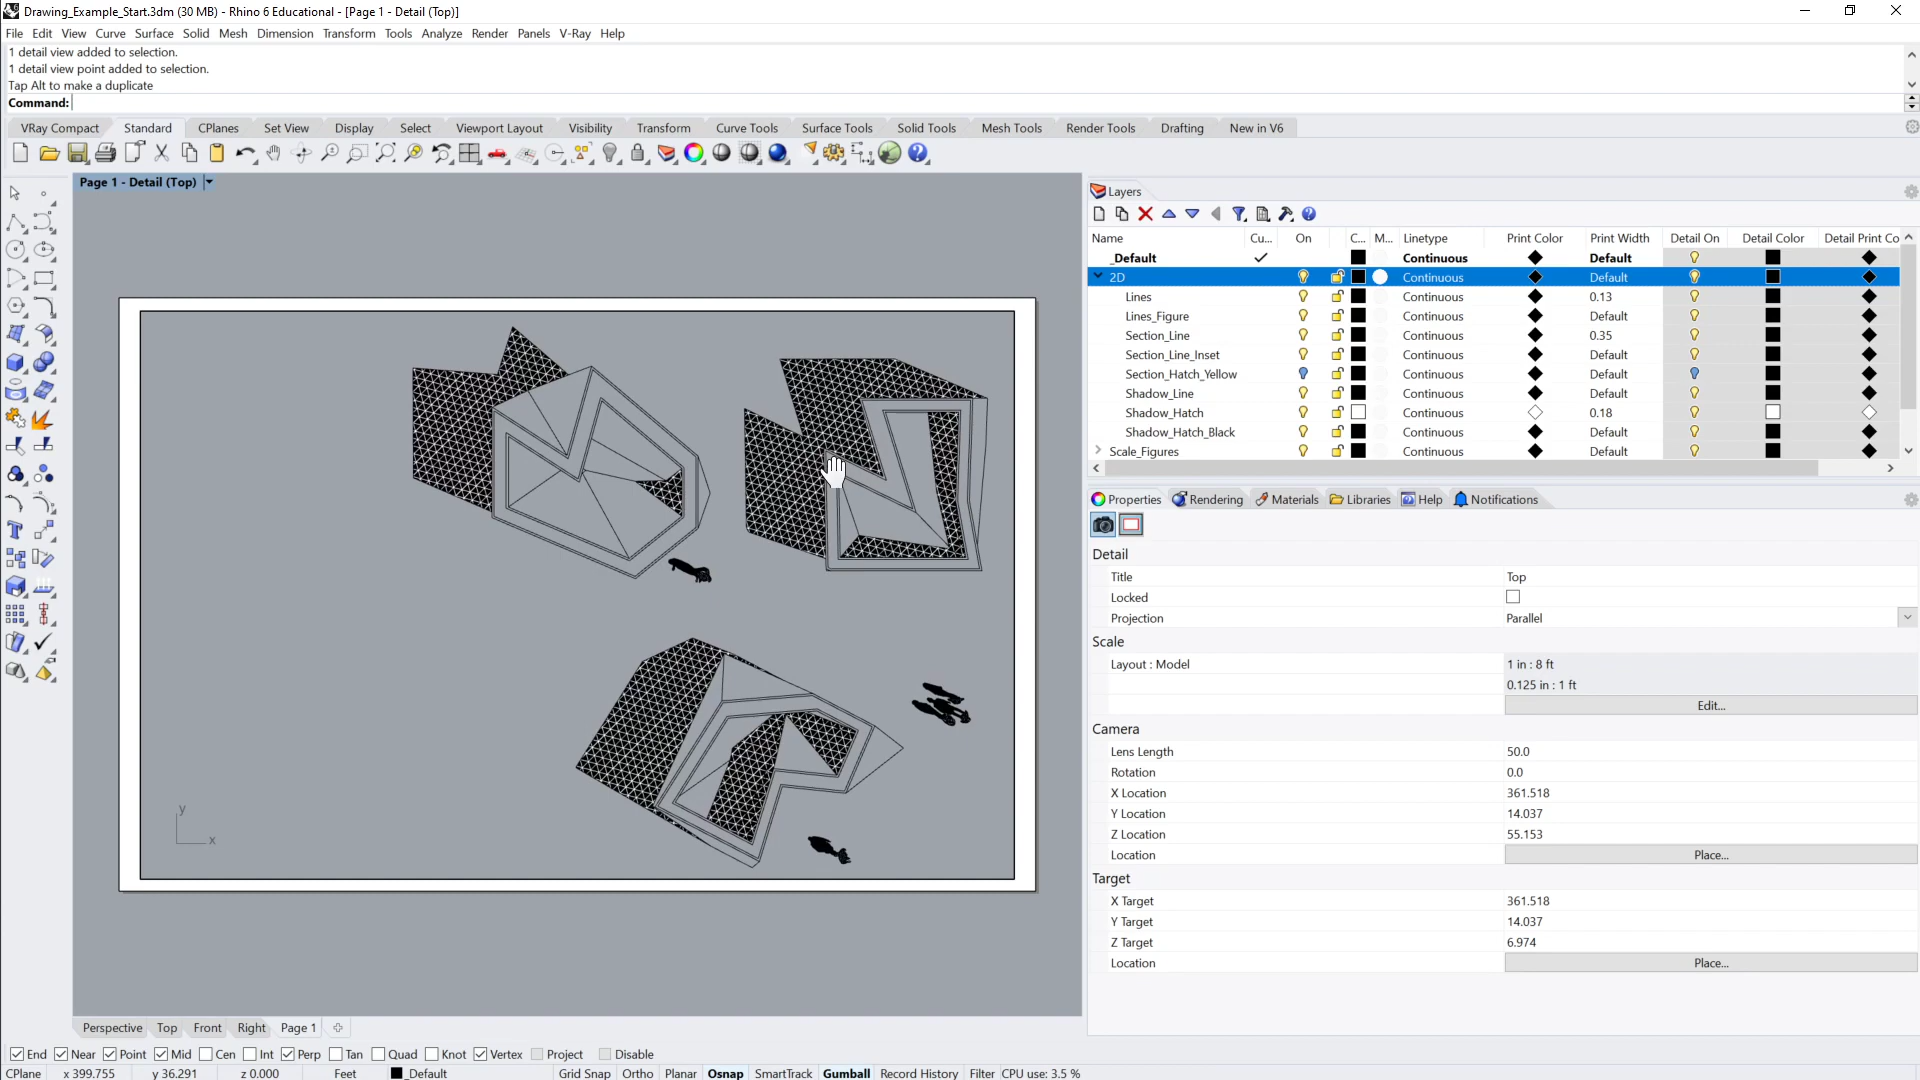 Drawing_Example_Start.3dm (30 MB) - Rhino 6 Educational - [Page 1 - Detail (Top)]
File Edit View Curve Surface Solid Mesh Dimension Transform Tools Analyze Render Panels V-Ray Help
1 detail view added to selection.
1 detail view point added to selection.
Tap Alt to make a duplicate
Command:
VRay Compact Standard CPlanes Set View Display Select Viewport Layout Visibility Transform Curve Tools Surface Tools Solid Tools Mesh Tools Render Tools Drafting New in V6
Page 1 - Detail (Top)
Layers
Name Cu... On C... M... Linetype Print Color Print Width Detail On Detail Color Detail Print Co
_Default Continuous Default
2D Continuous Default
Lines Continuous 0.13
Lines_Figure Continuous Default
Section_Line Continuous 0.35
Section_Line_Inset Continuous Default
Section_Hatch_Yellow Continuous Default
Shadow_Line Continuous Default
Shadow_Hatch Continuous 0.18
Shadow_Hatch_Black Continuous Default
Scale_Figures Continuous Default
Properties Rendering Materials Libraries Help Notifications
Detail
Title Top
Locked
Projection Parallel
Scale
Layout : Model 1 in : 8 ft
0.125 in : 1 ft
Edit...
Camera
Lens Length 50.0
Rotation 0.0
X Location 361.518
Y Location 14.037
Z Location 55.153
Location Place...
Target
X Target 361.518
Y Target 14.037
Z Target 6.974
Location Place...
y
x
Perspective Top Front Right Page 1
End Near Point Mid Cen Int Perp Tan Quad Knot Vertex Project Disable
CPlane x 399.755 y 36.291 z 0.000 Feet _Default Grid Snap Ortho Planar Osnap SmartTrack Gumball Record History Filter CPU use: 3.5 %